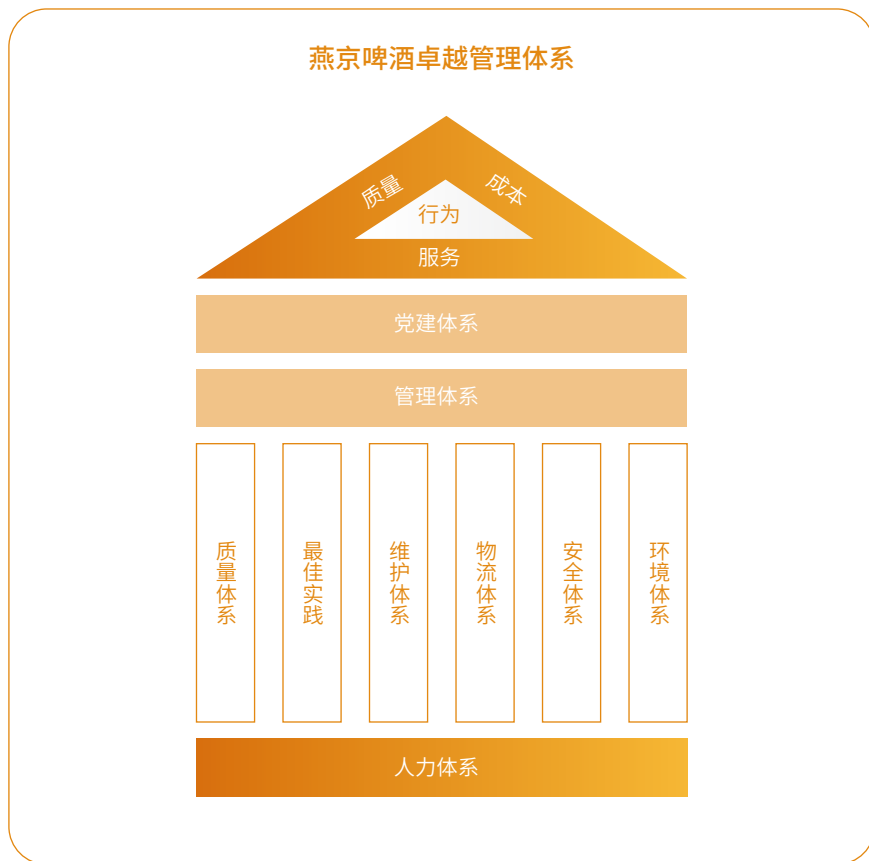 燕京啤酒卓越管理体系
质量
成本
行为
服务
党建体系
管理体系
质量体系
最佳实践
维护体系
物流体系
安全体系
环境体系
人力体系